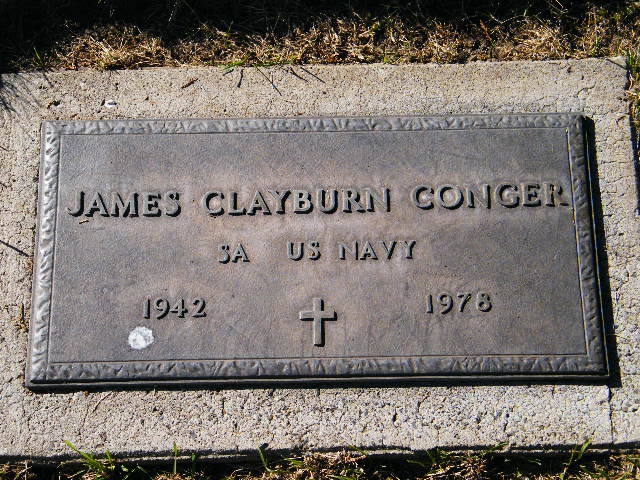 JAMES CLAYBURN CONGER
SA US NAVY
1942 1978